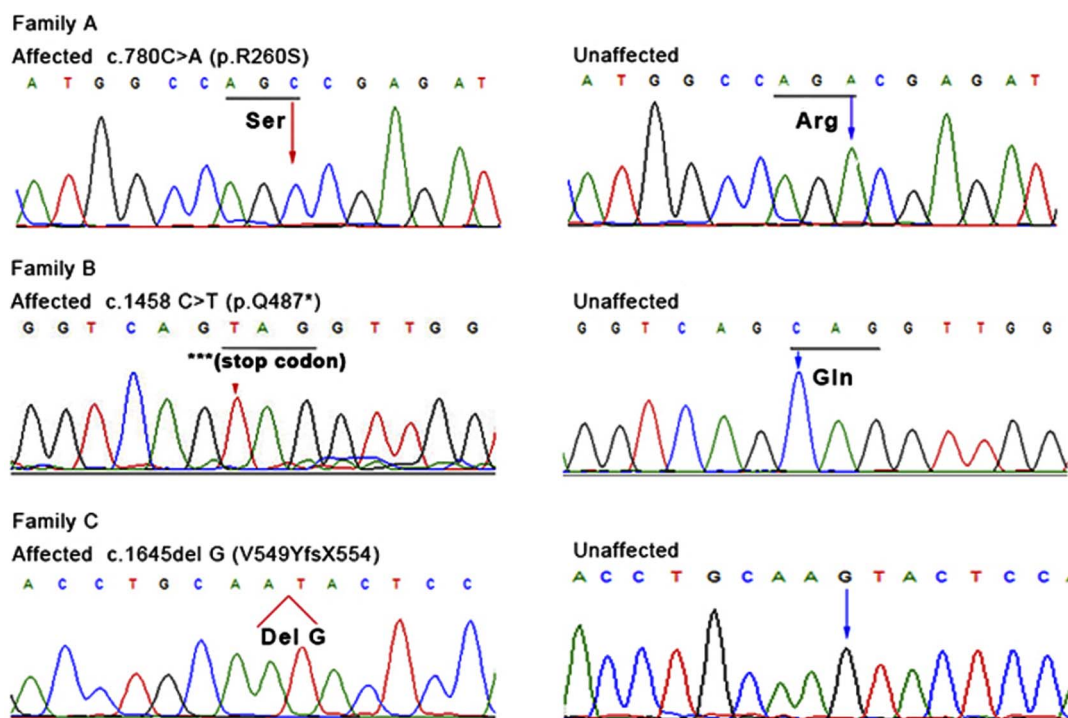 Family A
Affected c.780C>A (p.R260S)
A T G G C C A G C C G A G A T
Ser
Unaffected
A T G G C C A G A C G A G A T
Arg
Family B
Affected c.1458 C>T (p.Q487*)
G G T C A G T A G G T T G G
***(stop codon)
Unaffected
G G T C A G C A G G T T G G
Gln
Family C
Affected c.1645del G (V549YfsX554)
A C C T G C A A T A C T C C
Del G
Unaffected
A C C T G C A A G T A C T C C A